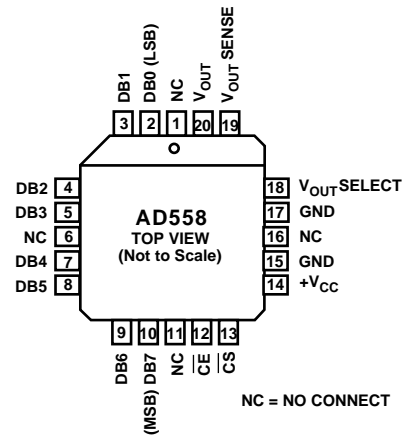 DB1
DB0 (LSB)
NC
VOUT
VOUT SENSE
3
2
1
20
19
DB2 4
DB3 5
NC 6
DB4 7
DB5 8
AD558
TOP VIEW
(Not to Scale)
18 VOUT SELECT
17 GND
16 NC
15 GND
14 +VCC
9
10
11
12
13
DB6
(MSB) DB7
NC
CE
CS
NC = NO CONNECT